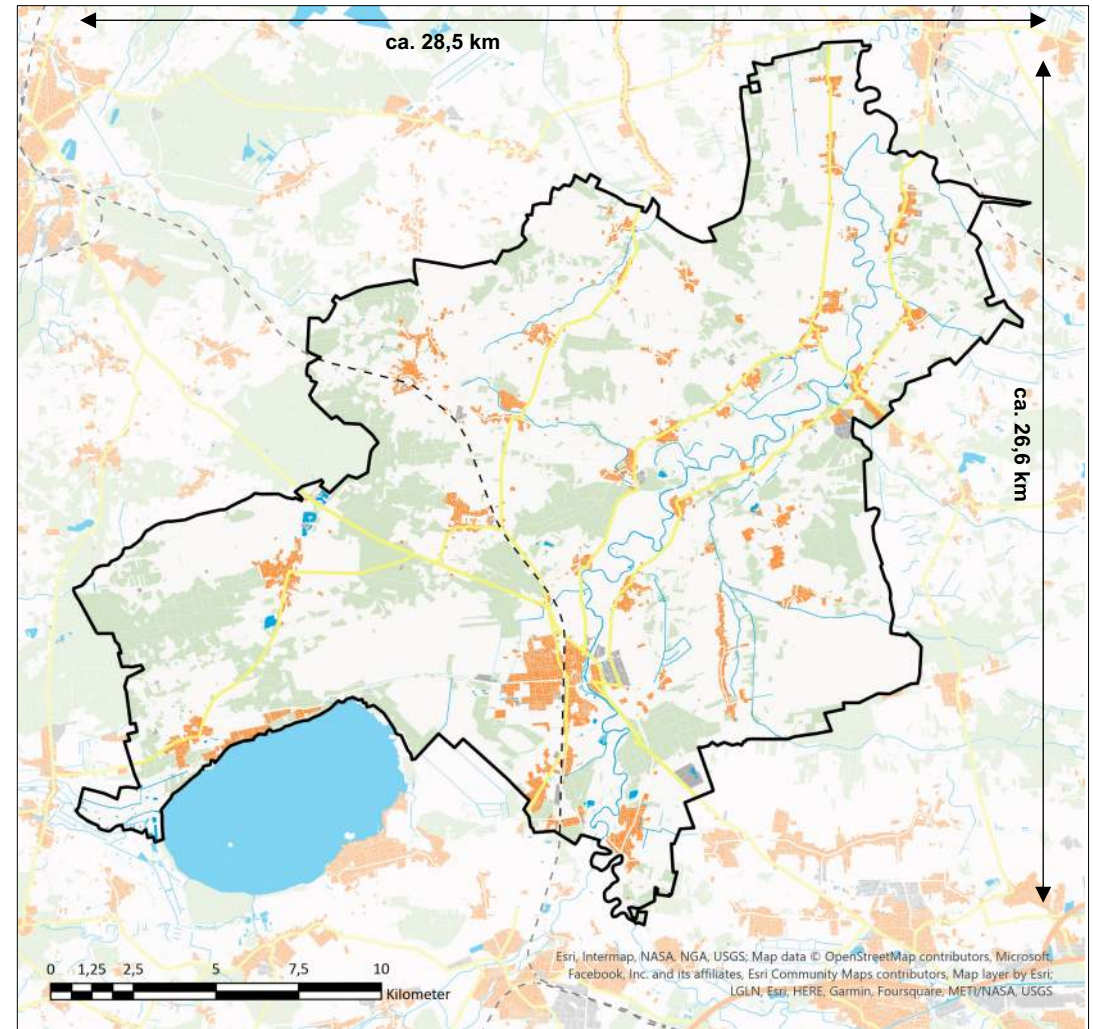 ca. 28,5 km
ca. 26,6 km
0 1,25 2,5 5 7,5 10
Kilometer
Esri, Intermap, NASA, NGA, USGS; Map data © OpenStreetMap contributors, Microsoft,
Facebook, Inc. and its affiliates, Esri Community Maps contributors, Map layer by Esri;
LGLN, Esri, HERE, Garmin, Foursquare, METI/NASA, USGS